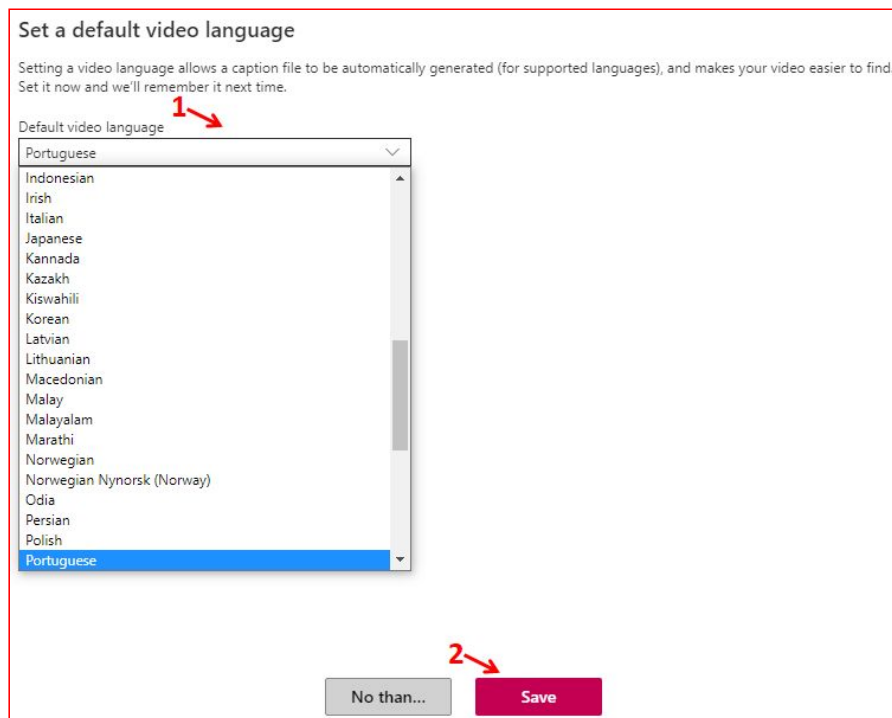 Set a default video language
Setting a video language allows a caption file to be automatically generated (for supported languages), and makes your video easier to find.
Set it now and we'll remember it next time.
1
Default video language
Portuguese
Indonesian
Irish
Italian
Japanese
Kannada
Kazakh
Kiswahili
Korean
Latvian
Lithuanian
Macedonian
Malay
Malayalam
Marathi
Norwegian
Norwegian Nynorsk (Norway)
Odia
Persian
Polish
Portuguese
2
No than...
Save